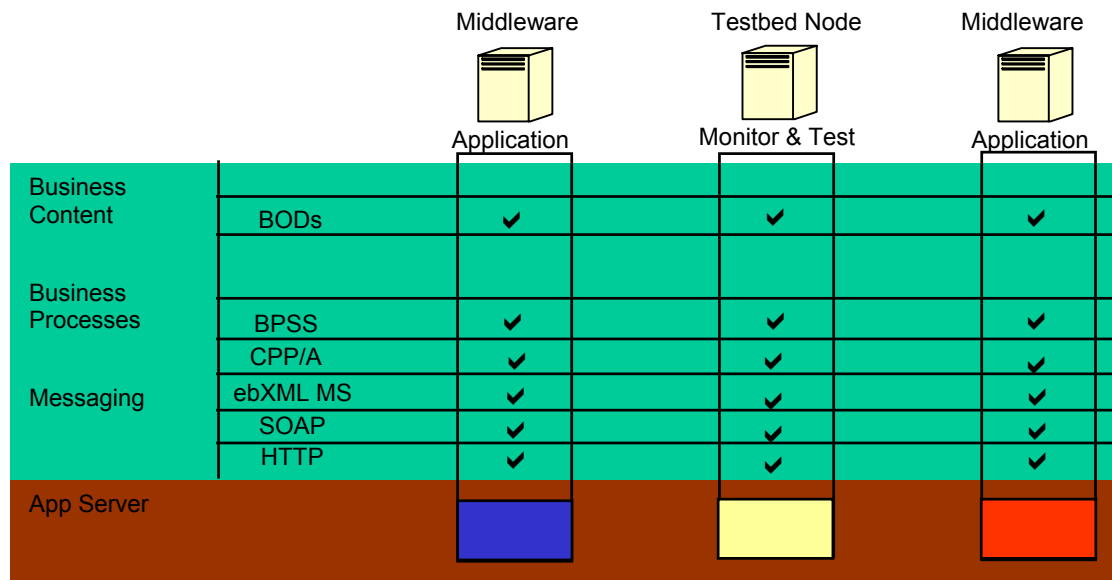 Middleware Testbed Node Middleware
Application Monitor & Test Application
Business
Content
BODs ✔ ✔ ✔
Business
Processes
BPSS ✔ ✔ ✔
CPP/A ✔ ✔ ✔
Messaging
ebXML MS ✔ ✔ ✔
SOAP ✔ ✔ ✔
HTTP ✔ ✔ ✔
App Server